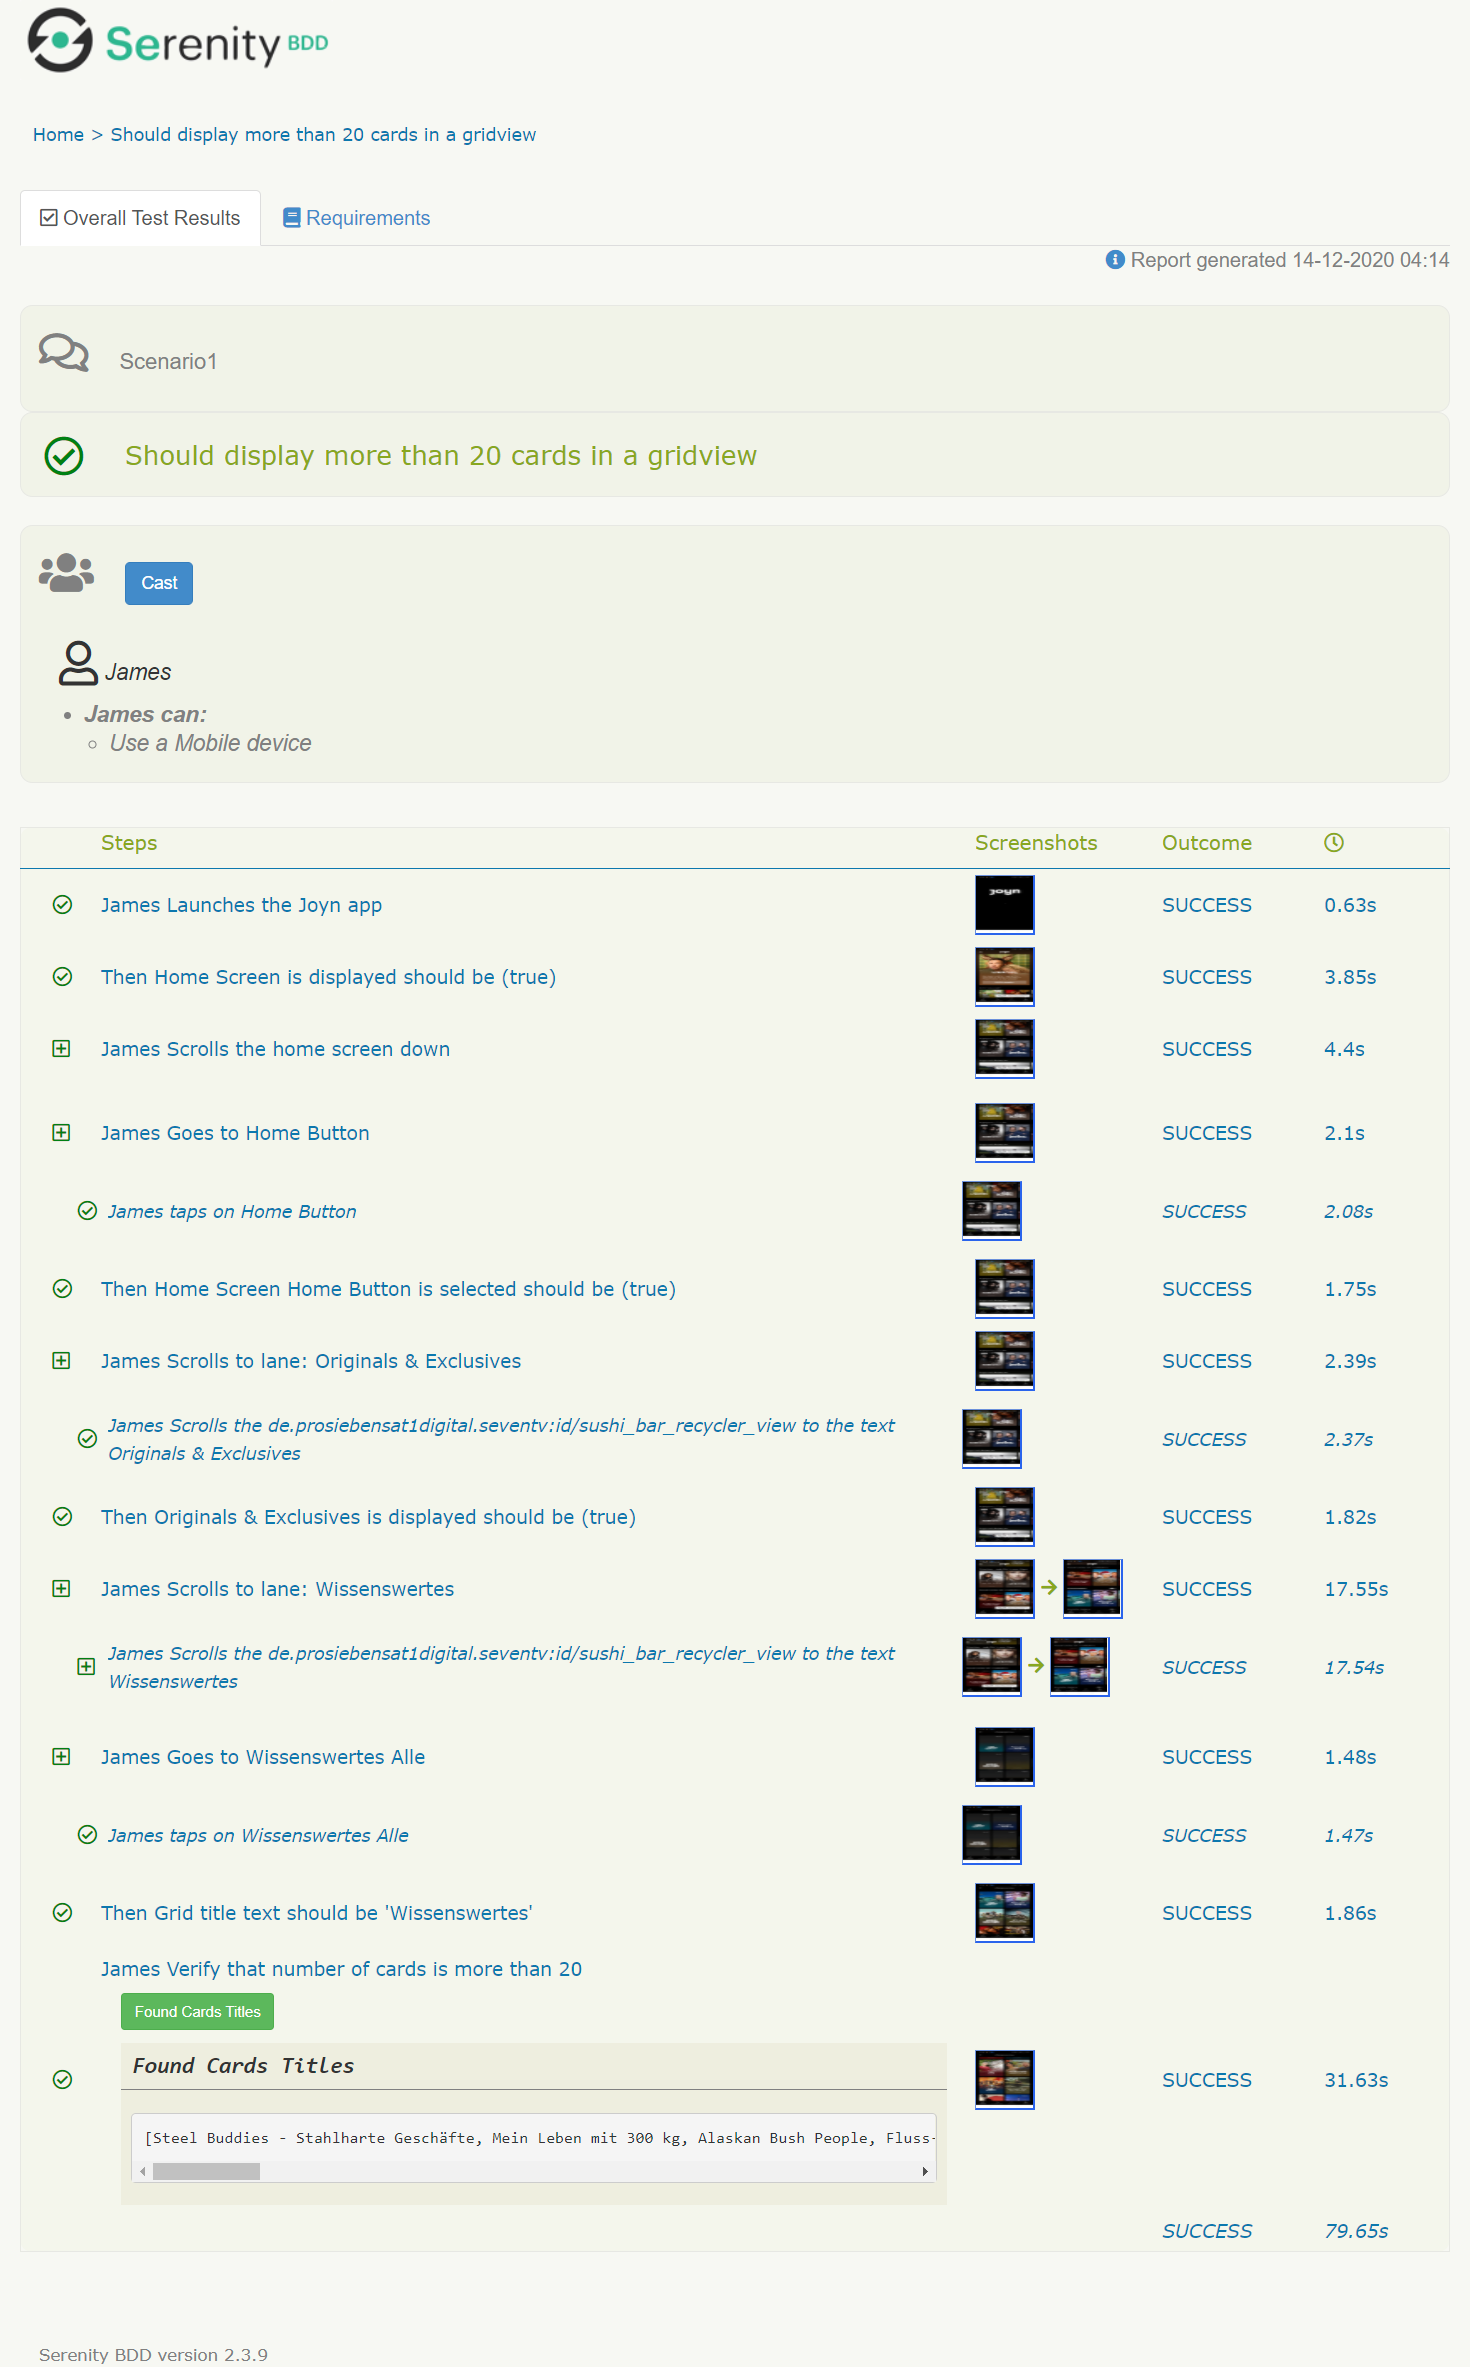 Serenity BDD
Home > Should display more than 20 cards in a gridview
Overall Test Results
Requirements
Report generated 14-12-2020 04:14
Scenario1
Should display more than 20 cards in a gridview
Cast
James
James can:
Use a Mobile device
Steps Screenshots Outcome
James Launches the Joyn app joyn SUCCESS 0.63s
Then Home Screen is displayed should be (true) SUCCESS 3.85s
James Scrolls the home screen down SUCCESS 4.4s
James Goes to Home Button SUCCESS 2.1s
James taps on Home Button SUCCESS 2.08s
Then Home Screen Home Button is selected should be (true) SUCCESS 1.75s
James Scrolls to lane: Originals & Exclusives SUCCESS 2.39s
James Scrolls the de.prosiebensat1digital.seventv:id/sushi_bar_recycler_view to the text
Originals & Exclusives SUCCESS 2.37s
Then Originals & Exclusives is displayed should be (true) SUCCESS 1.82s
James Scrolls to lane: Wissenswertes SUCCESS 17.55s
James Scrolls the de.prosiebensat1digital.seventv:id/sushi_bar_recycler_view to the text
Wissenswertes SUCCESS 17.54s
James Goes to Wissenswertes Alle SUCCESS 1.48s
James taps on Wissenswertes Alle SUCCESS 1.47s
Then Grid title text should be 'Wissenswertes' SUCCESS 1.86s
James Verify that number of cards is more than 20
Found Cards Titles
Found Cards Titles
SUCCESS 31.63s
[Steel Buddies - Stahlharte Geschäfte, Mein Leben mit 300 kg, Alaskan Bush People, Fluss-
SUCCESS 79.65s
Serenity BDD version 2.3.9